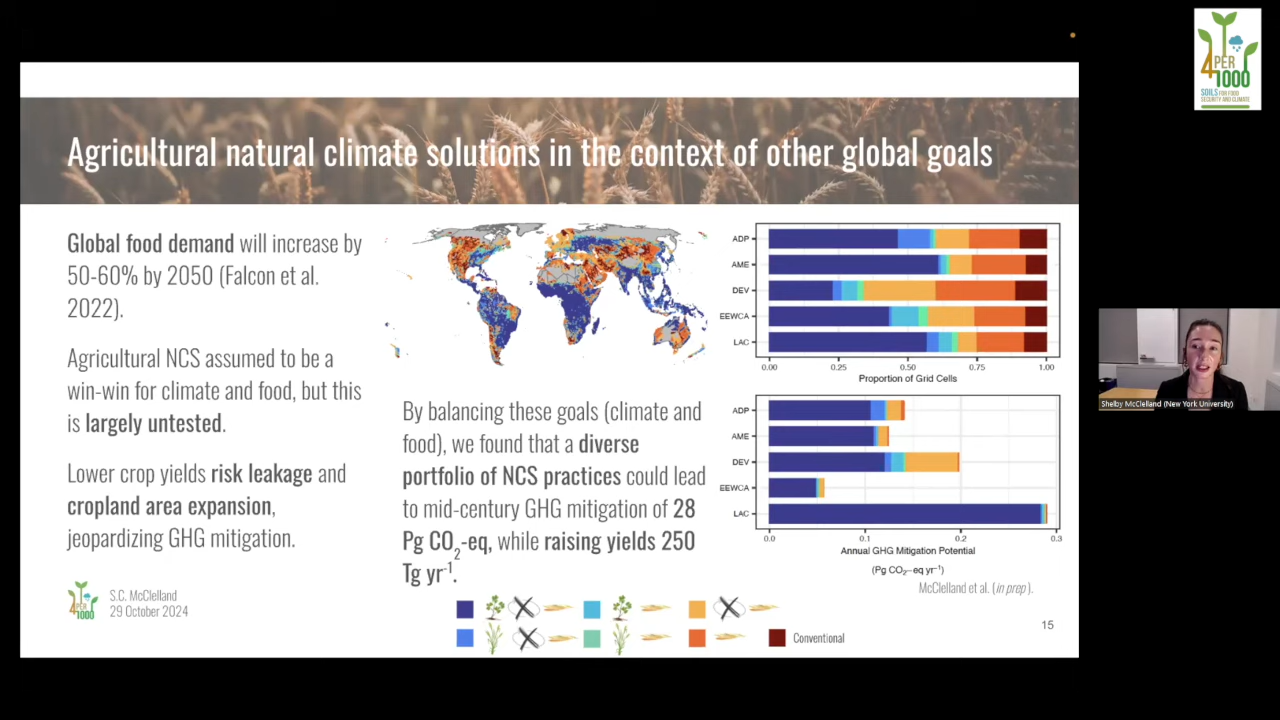 4 PER
1000
SOILS FOR FOOD
SECURITY AND CLIMATE
Agricultural natural climate solutions in the context of other global goals
Global food demand will increase by
50-60% by 2050 (Falcon et al.
2022).
Agricultural NCS assumed to be a
win-win for climate and food, but this
is largely untested.
Lower crop yields risk leakage and
cropland area expansion,
jeopardizing GHG mitigation.
By balancing these goals (climate and
food), we found that a diverse
portfolio of NCS practices could lead
to mid-century GHG mitigation of 28
Pg CO2-eq, while raising yields 250
Tg yr-1.
ADP
AME
DEV
EEWCA
LAC
0.00 0.25 0.50 0.75 1.00
Proportion of Grid Cells
ADP
AME
DEV
EEWCA
LAC
0.0 0.1 0.2 0.3
Annual GHG Mitigation Potential
(Pg CO2-eq yr-1)
McClelland et al. (in prep).
Conventional
4 PER
1000
S.C. McClelland
29 October 2024
15
Shelby McClelland (New York University)